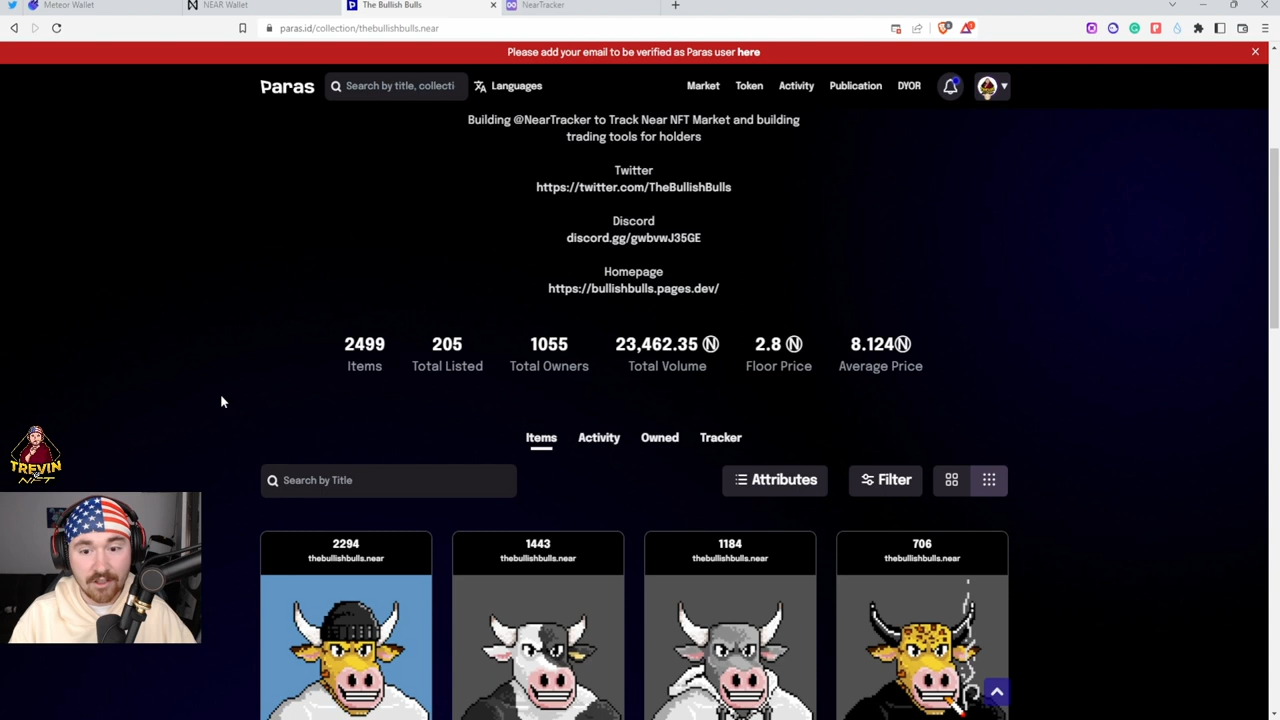 Meteor Wallet
NEAR Wallet
The Bullish Bulls
NearTracker
paras.id/collection/thebullishbulls.near
Please add your email to be verified as Paras user here
Paras
Search by title, collecti
Languages
Market
Token
Activity
Publication
DYOR
Building @NearTracker to Track Near NFT Market and building
trading tools for holders
Twitter
https://twitter.com/TheBullishBulls
Discord
discord.gg/gwbvwJ35GE
Homepage
https://bullishbulls.pages.dev/
2499 205 1055 23,462.35 Ⓝ 2.8 Ⓝ 8.124Ⓝ
Items Total Listed Total Owners Total Volume Floor Price Average Price
Items Activity Owned Tracker
Search by Title
Attributes
Filter
2294 1443 1184 706
thebullishbulls.near thebullishbulls.near thebullishbulls.near thebullishbulls.near
TREVIN
NFT